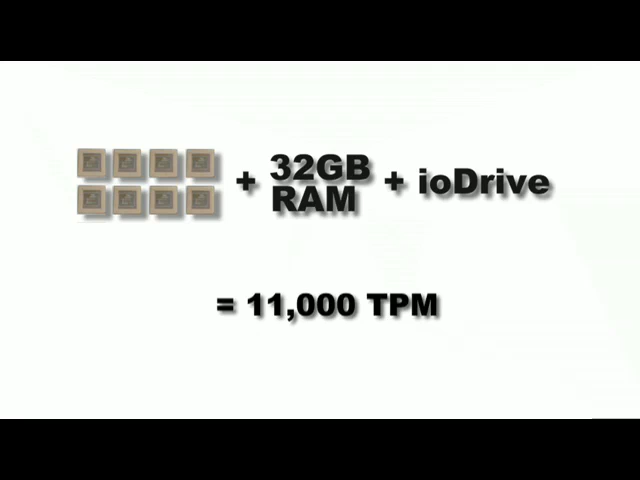 + 32GB RAM + ioDrive
= 11,000 TPM